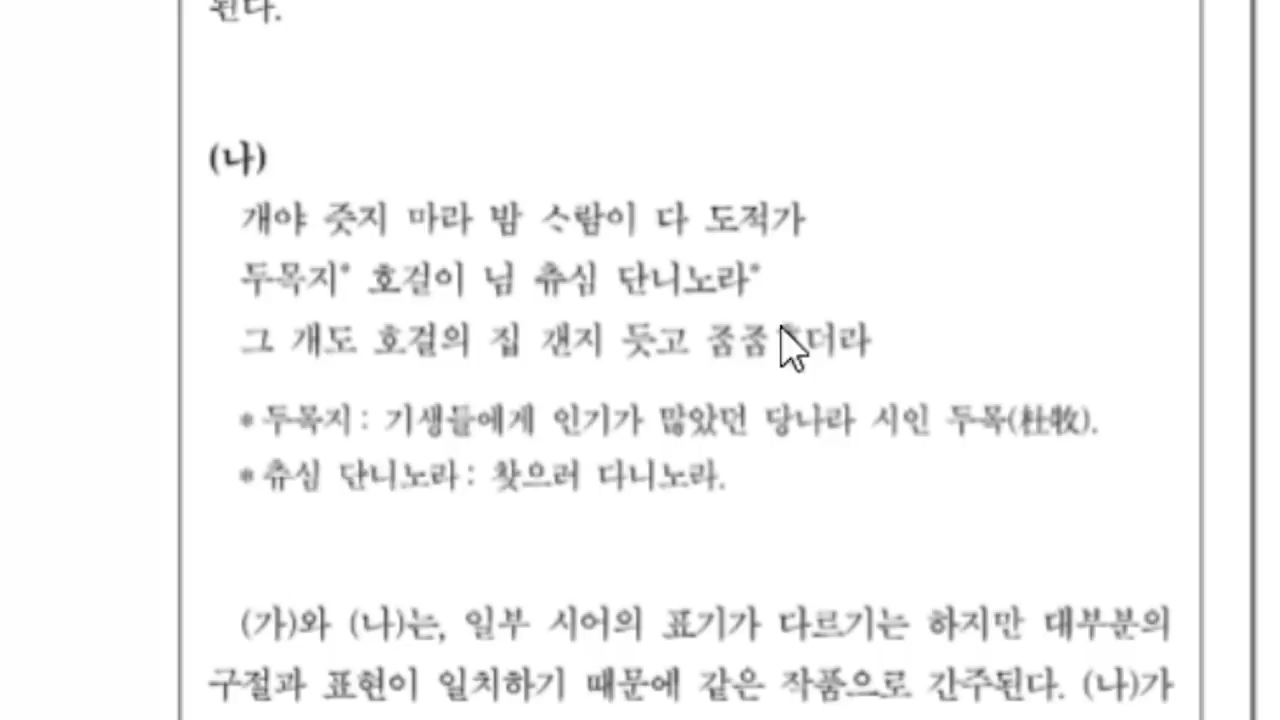 된다.
(나)
개야 즛지 마라 밤 ᄉᆞ람이 다 도적가
두목지* 호걸이 님 츄심 단니노라*
그 개도 호걸의 집 갠지 듯고 좀좀 더라
* 두목지 : 기생들에게 인기가 많았던 당나라 시인 두목(杜牧).
* 츄심 단니노라 : 찾으러 다니노라.
(가)와 (나)는, 일부 시어의 표기가 다르기는 하지만 대부분의
구절과 표현이 일치하기 때문에 같은 작품으로 간주된다. (나)가